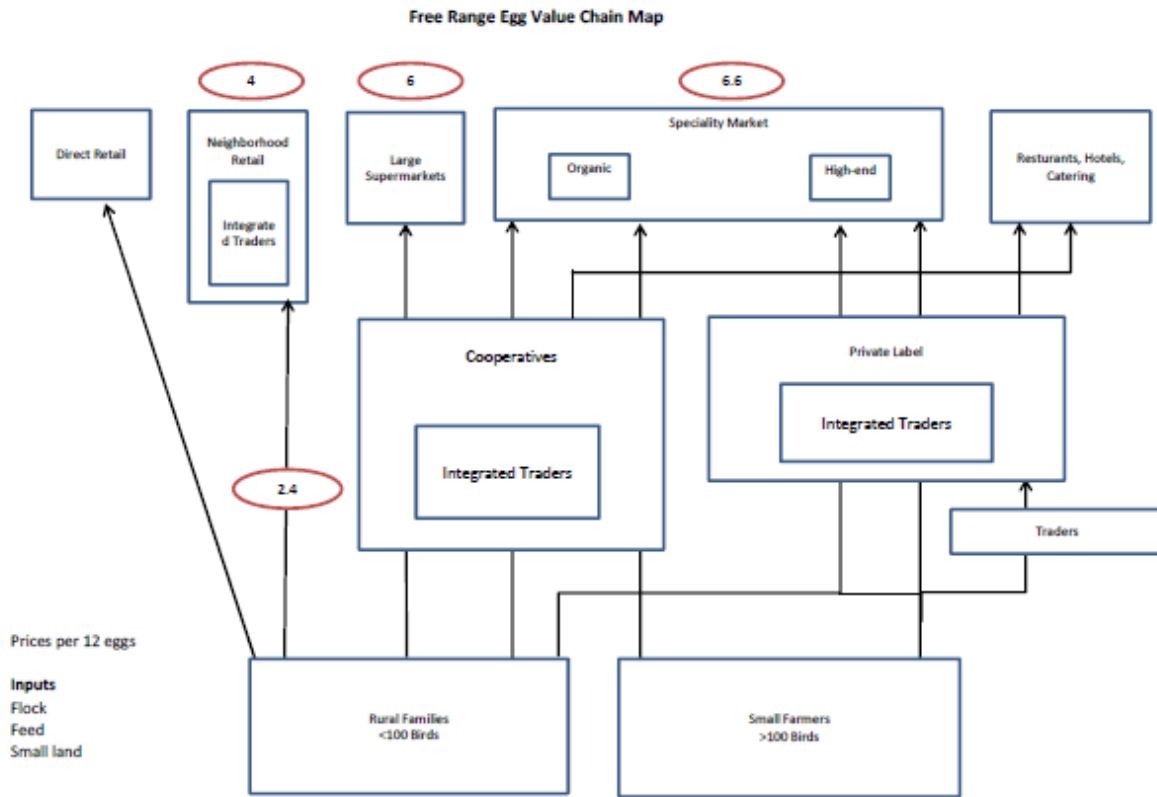 Free Range Egg Value Chain Map
4
6
6.6
Direct Retail
Neighborhood
Retail
Integrate
d Traders
Large
Supermarkets
Speciality Market
Organic
High-end
Resturants, Hotels,
Catering
Cooperatives
Integrated Traders
Private Label
Integrated Traders
2.4
Traders
Prices per 12 eggs
Inputs
Flock
Feed
Small land
Rural Families
<100 Birds
Small Farmers
>100 Birds